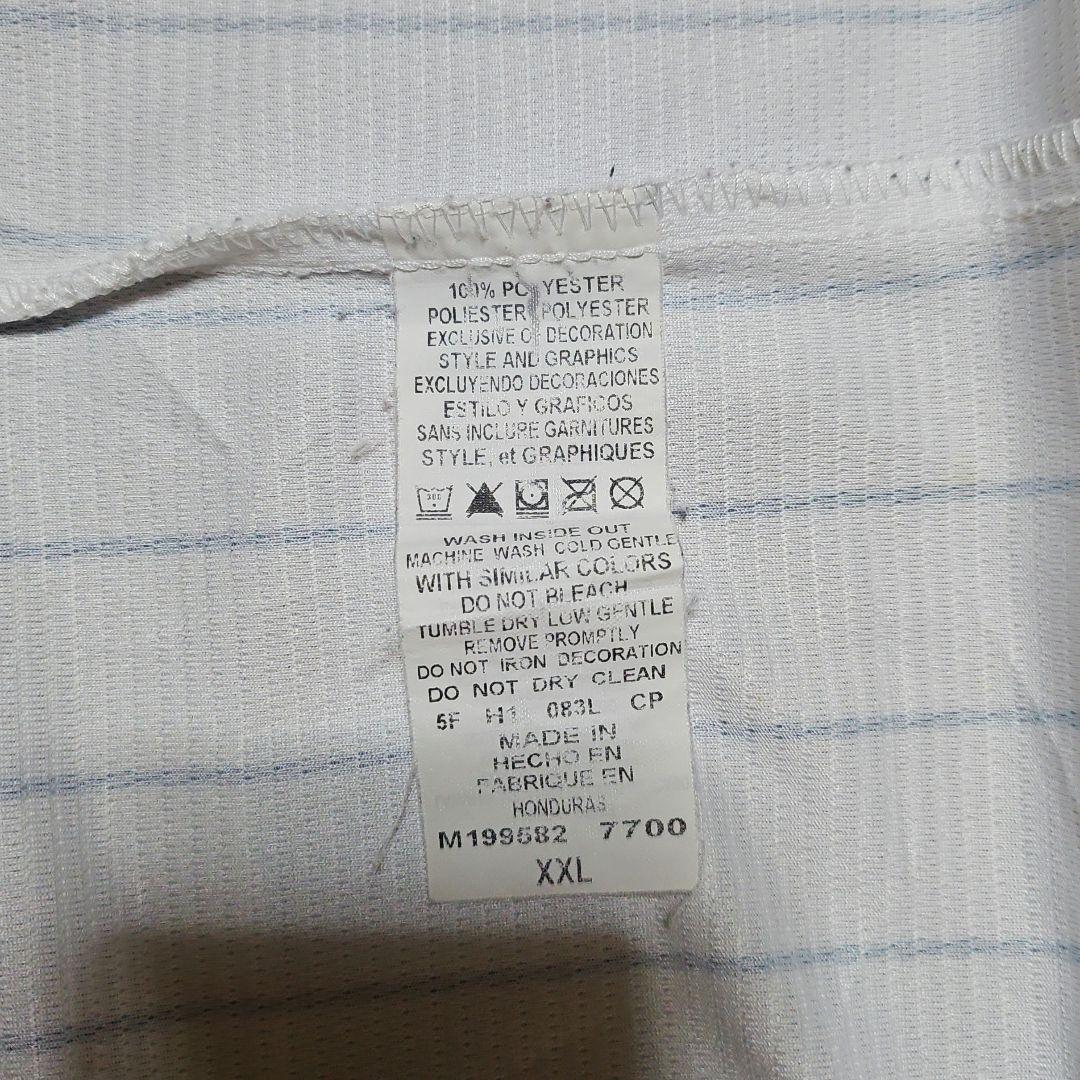 100% POLYESTER
POLIESTER POLYESTER
EXCLUSIVE OF DECORATION
STYLE AND GRAPHICS
EXCLUYENDO DECORACIONES
ESTILO Y GRAFICOS
SANS INCLURE GARNITURES
STYLE, et GRAPHIQUES
WASH INSIDE OUT
MACHINE WASH COLD GENTLE
WITH SIMILAR COLORS
DO NOT BLEACH
TUMBLE DRY LOW GENTLE
REMOVE PROMPTLY
DO NOT IRON DECORATION
DO NOT DRY CLEAN
5F H1 083L CP
MADE IN
HECHO EN
FABRIQUE EN
HONDURAS
M199582 7700
XXL